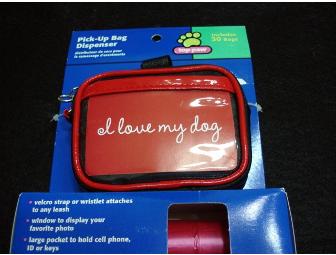 Pick-Up Bag
Dispenser
distributeur de sacs pour
le ramassage d'excréments
top paw
Includes
30 Bags
I love my dog
• velcro strap or wristlet attaches
to any leash
• window to display your
favorite photo
• large pocket to hold cell phone,
ID or keys